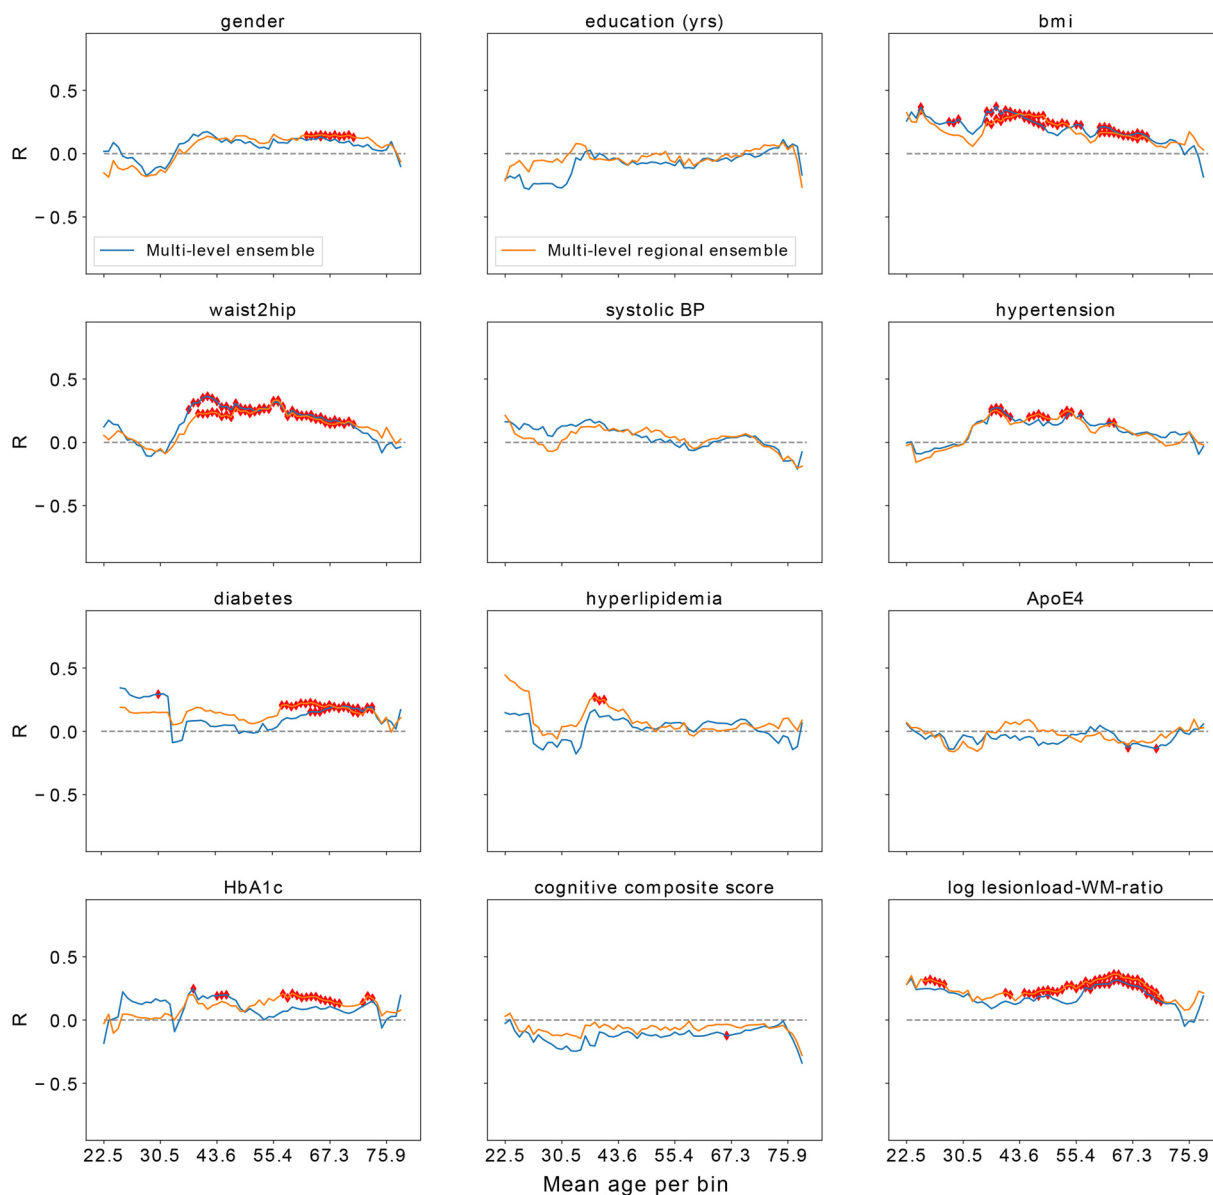 gender education (yrs) bmi
0.5
R 0.0
−0.5
Multi-level ensemble Multi-level regional ensemble
waist2hip systolic BP hypertension
0.5
R 0.0
−0.5
diabetes hyperlipidemia ApoE4
0.5
R 0.0
−0.5
HbA1c cognitive composite score log lesionload-WM-ratio
0.5
R 0.0
−0.5
22.5 30.5 43.6 55.4 67.3 75.9 22.5 30.5 43.6 55.4 67.3 75.9 22.5 30.5 43.6 55.4 67.3 75.9
Mean age per bin